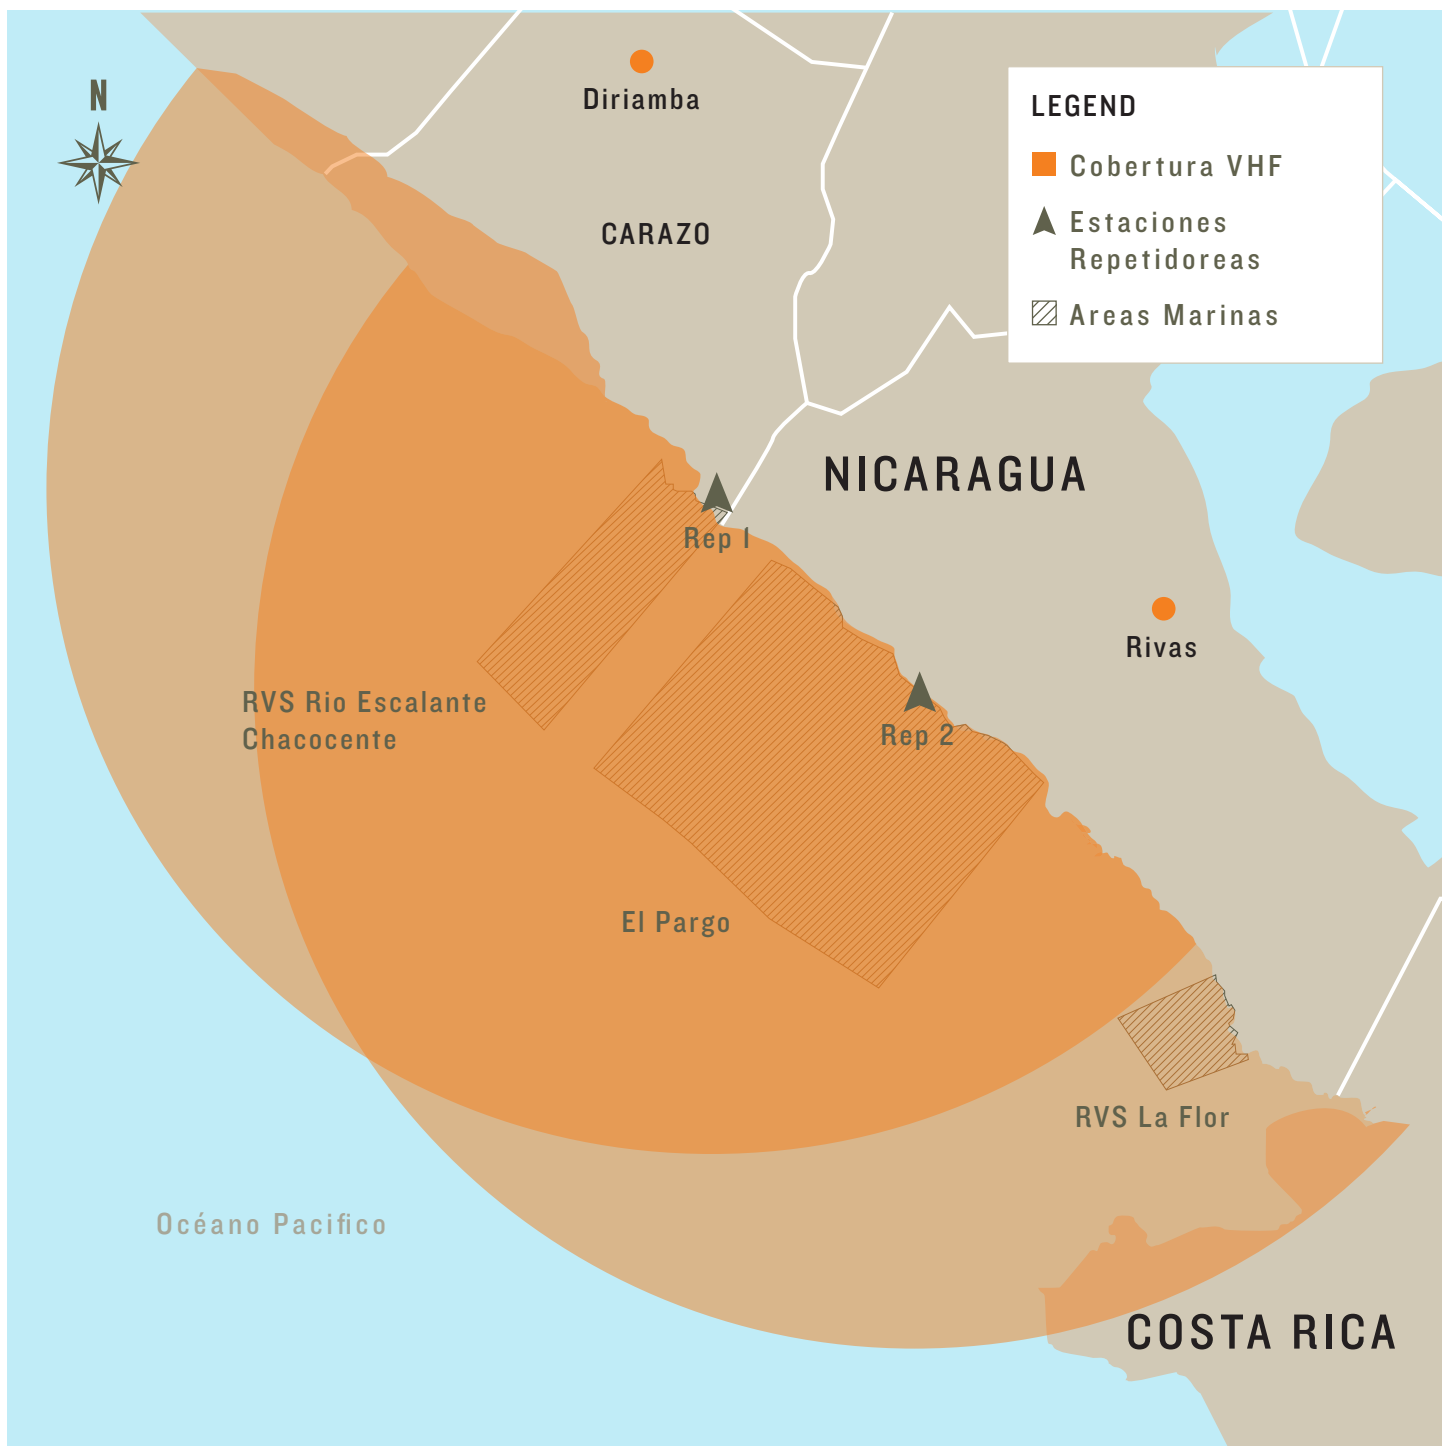 N
Diriamba
CARAZO
LEGEND
Cobertura VHF
Estaciones
Repetidoreas
Areas Marinas
NICARAGUA
Rep 1
Rivas
RVS Rio Escalante
Chacocente
Rep 2
El Pargo
RVS La Flor
Océano Pacifico
COSTA RICA